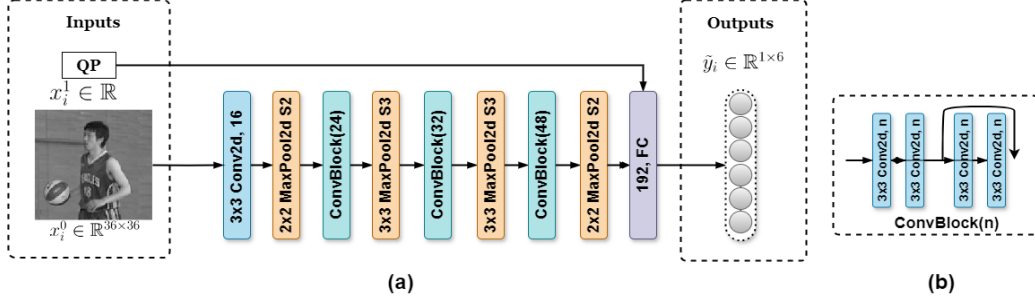 Inputs
QP
x_i^1 ∈ ℝ
x_i^0 ∈ ℝ^{36×36}
3x3 Conv2d, 16
2x2 MaxPool2d S2
ConvBlock(24)
3x3 MaxPool2d S3
ConvBlock(32)
3x3 MaxPool2d S3
ConvBlock(48)
2x2 MaxPool2d S2
192, FC
Outputs
ỹ_i ∈ ℝ^{1×6}
(a)
3x3 Conv2d, n
3x3 Conv2d, n
3x3 Conv2d, n
3x3 Conv2d, n
ConvBlock(n)
(b)